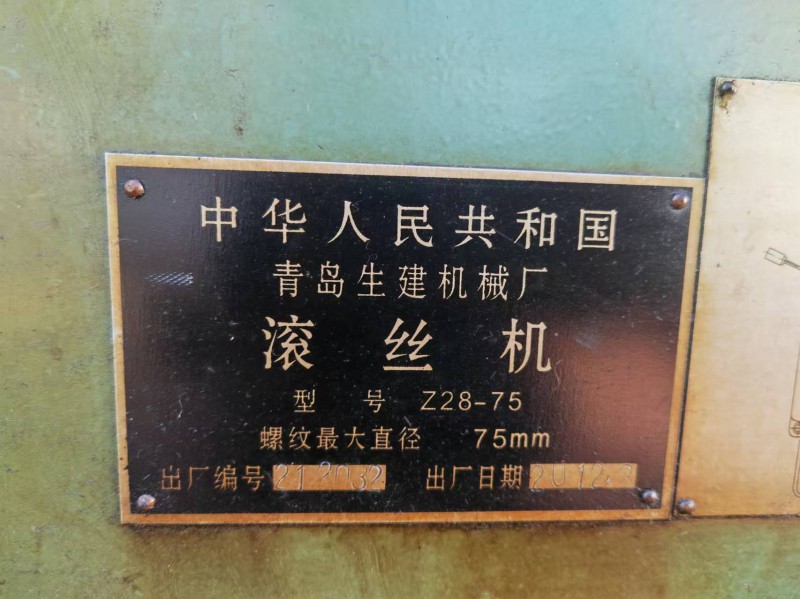 中华人民共和国
青岛生建机械厂
滚丝机
型号 Z28-75
螺纹最大直径 75mm
出厂编号 出厂日期